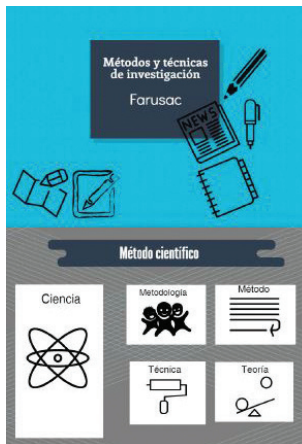 Métodos y técnicas
de investigación
Farusac
NEWS
Método científico
Ciencia
Metodología
Método
Técnica
Teoría